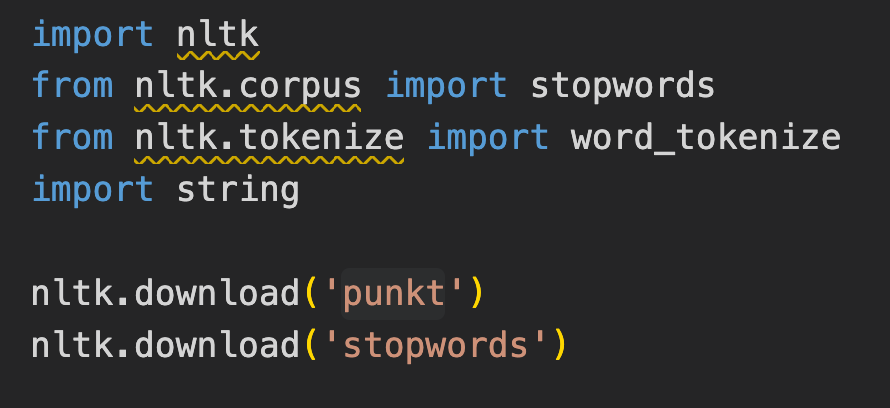 import nltk
from nltk.corpus import stopwords
from nltk.tokenize import word_tokenize
import string
nltk.download('punkt')
nltk.download('stopwords')